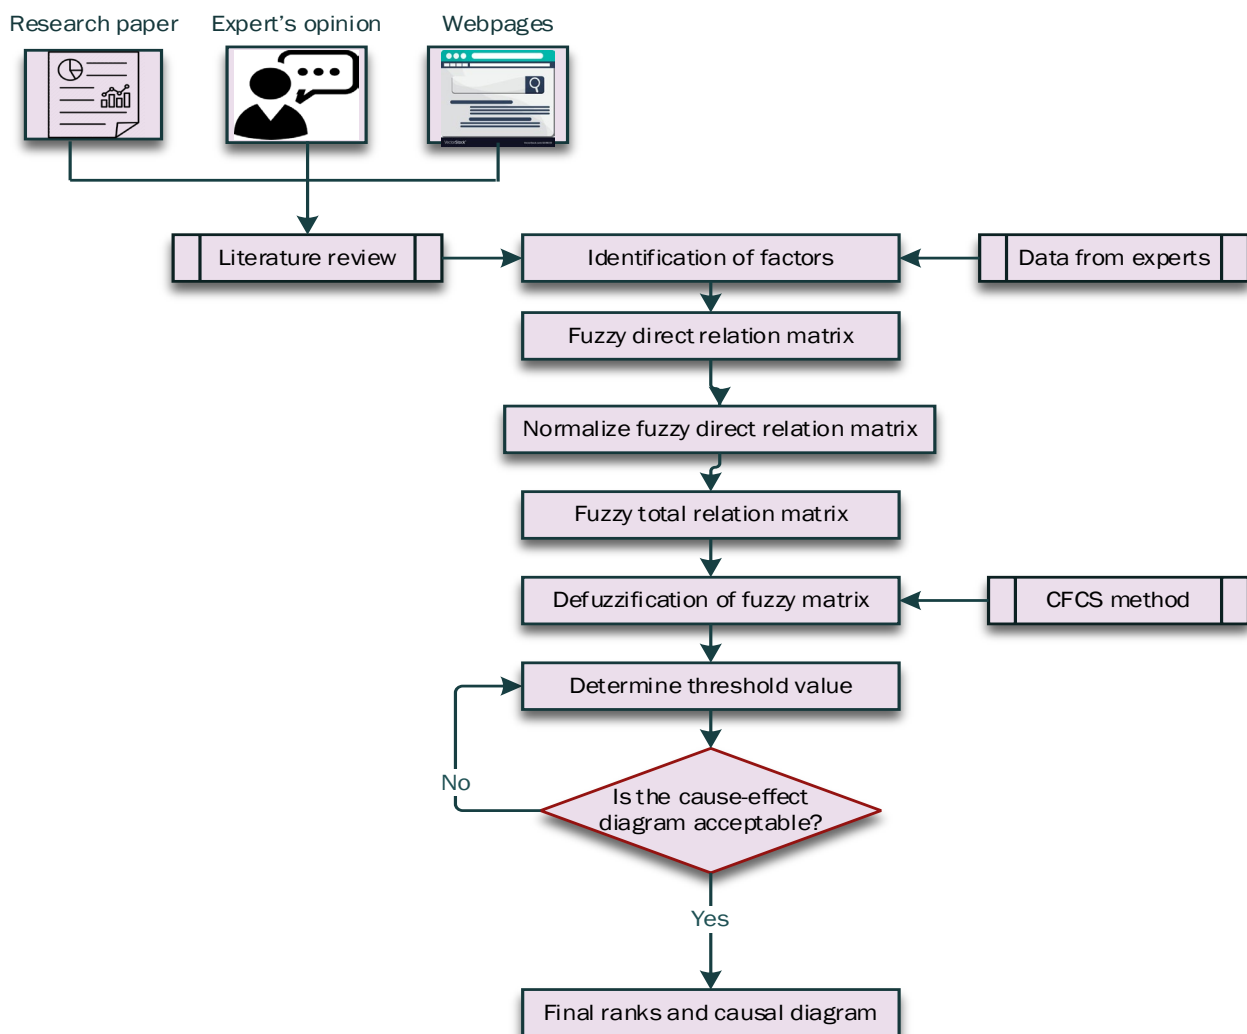 Research paper
Expert's opinion
Webpages
VectorStock
Literature review
Identification of factors
Data from experts
Fuzzy direct relation matrix
Normalize fuzzy direct relation matrix
Fuzzy total relation matrix
Defuzzification of fuzzy matrix
CFCS method
Determine threshold value
No
Is the cause-effect
diagram acceptable?
Yes
Final ranks and causal diagram